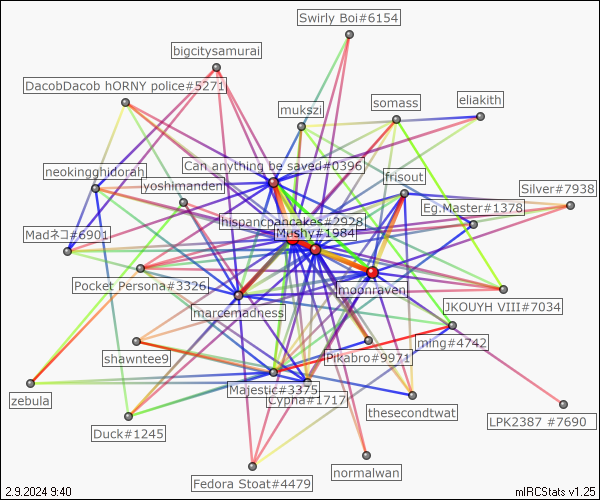 Swirly Boi#6154
bigcitysamurai
DacobDacob hORNY police#5271
mukszi
somass
eliakith
neokingghidorah
Can anything be saved#0396
yoshimanden
frisout
Silver#7938
Eg.Master#1378
hispancpancakes#2928
Madネコ#6901
Mushy#1984
Pocket Persona#3326
moonraven
JKOUYH VIII#7034
marcemadness
ming#4742
shawntee9
Pikabro#9971
zebula
Majestic#3375
Cypha#1717
thesecondtwat
LPK2387 #7690
Duck#1245
normalwan
Fedora Stoat#4479
2.9.2024 9:40
mIRCStats v1.25